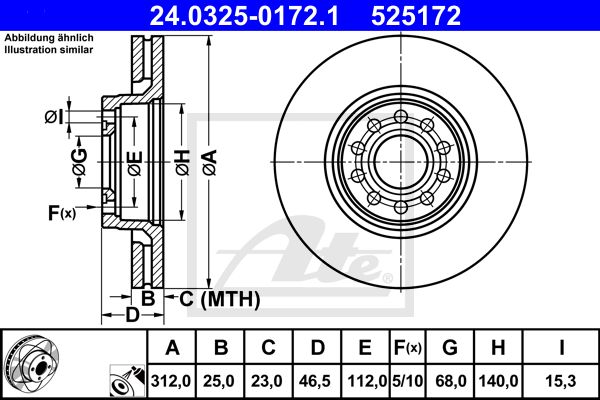 24.0325-0172.1 525172
Abbildung ähnlich
Illustration similar
ØI
ØG
ØE
ØH
ØA
F(x)
B
C (MTH)
D
Ate
A B C D E F(x) G H I
312,0 25,0 23,0 46,5 112,0 5/10 68,0 140,0 15,3